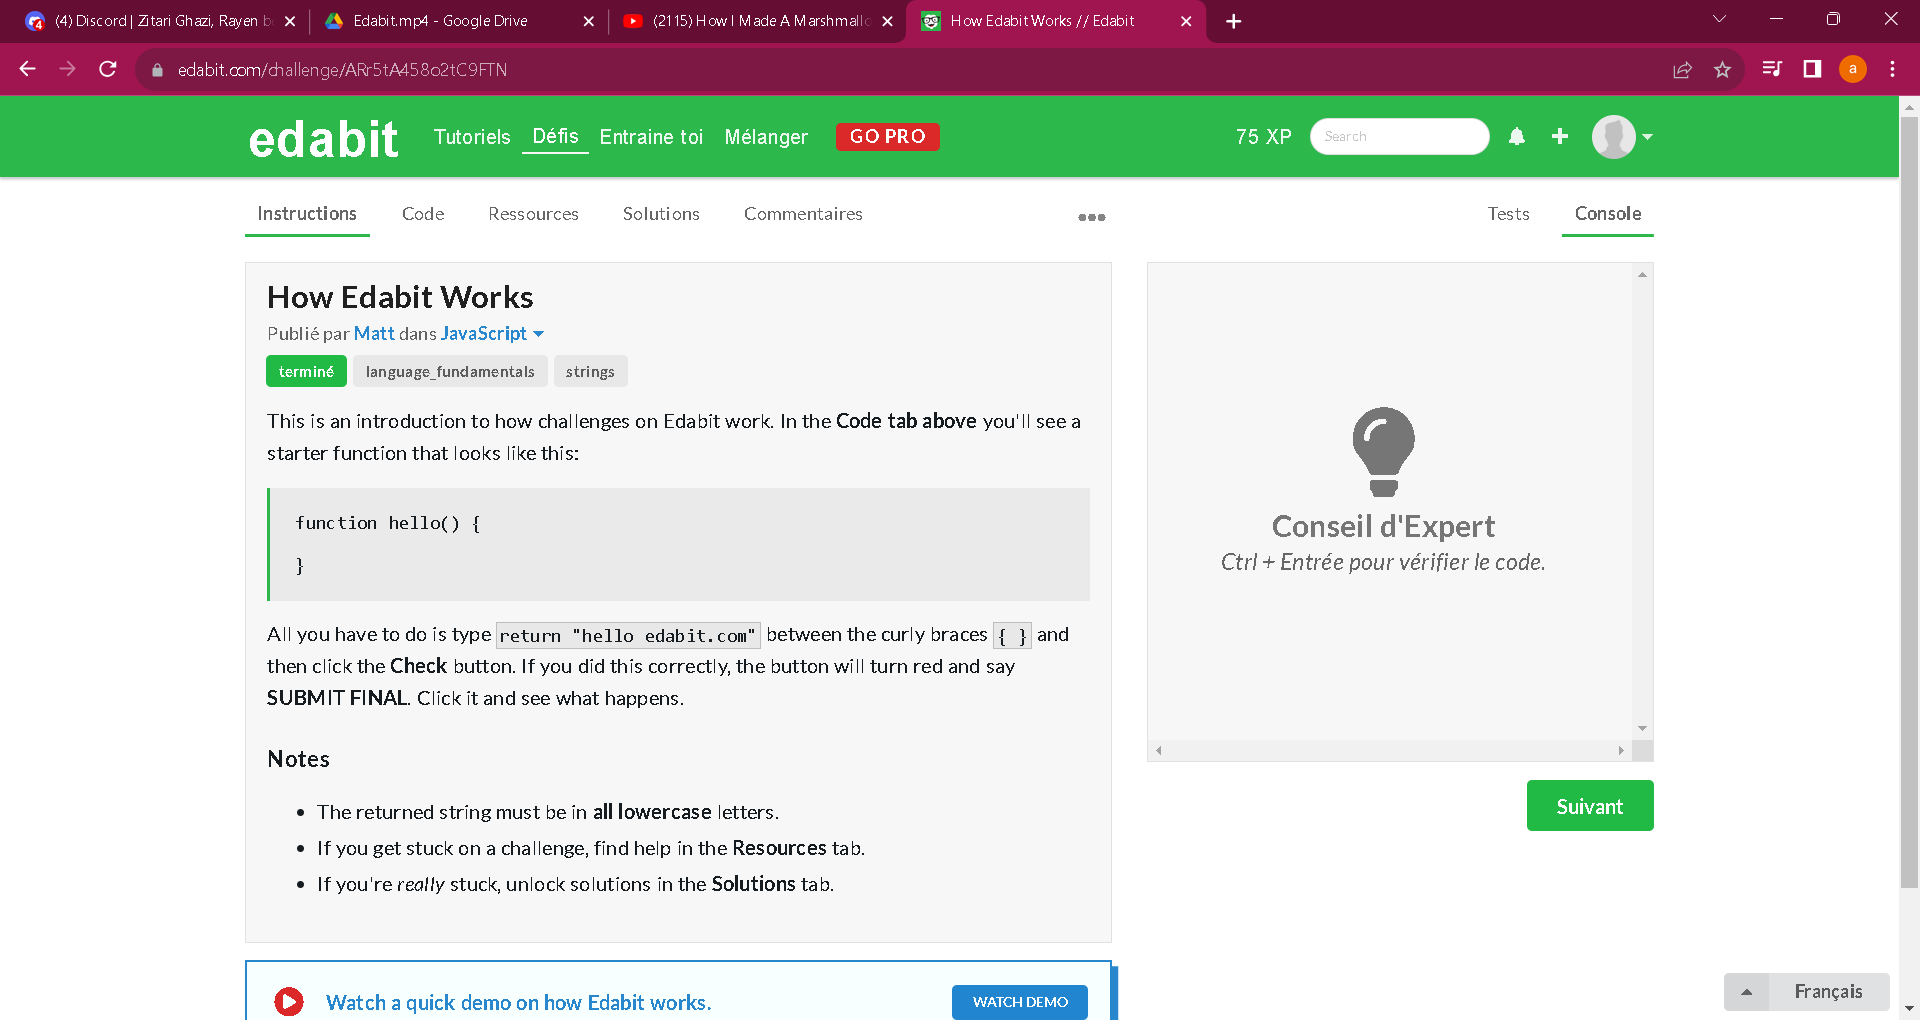 (4) Discord | Zitari Ghazi, Rayen b
Edabit.mp4 - Google Drive
(2115) How I Made A Marshmallo
How Edabit Works // Edabit
edabit.com/challenge/ARr5tA458o2tC9FTN
a
edabit
Tutoriels
Défis
Entraine toi
Mélanger
GO PRO
75 XP
Search
Instructions
Code
Ressources
Solutions
Commentaires
Tests
Console
How Edabit Works
Publié par Matt dans JavaScript
terminé
language_fundamentals
strings
This is an introduction to how challenges on Edabit work. In the Code tab above you'll see a
starter function that looks like this:
function hello() {
}
All you have to do is type return "hello edabit.com" between the curly braces { } and
then click the Check button. If you did this correctly, the button will turn red and say
SUBMIT FINAL. Click it and see what happens.
Notes
The returned string must be in all lowercase letters.
If you get stuck on a challenge, find help in the Resources tab.
If you're really stuck, unlock solutions in the Solutions tab.
Conseil d'Expert
Ctrl + Entrée pour vérifier le code.
Suivant
Watch a quick demo on how Edabit works.
WATCH DEMO
Français